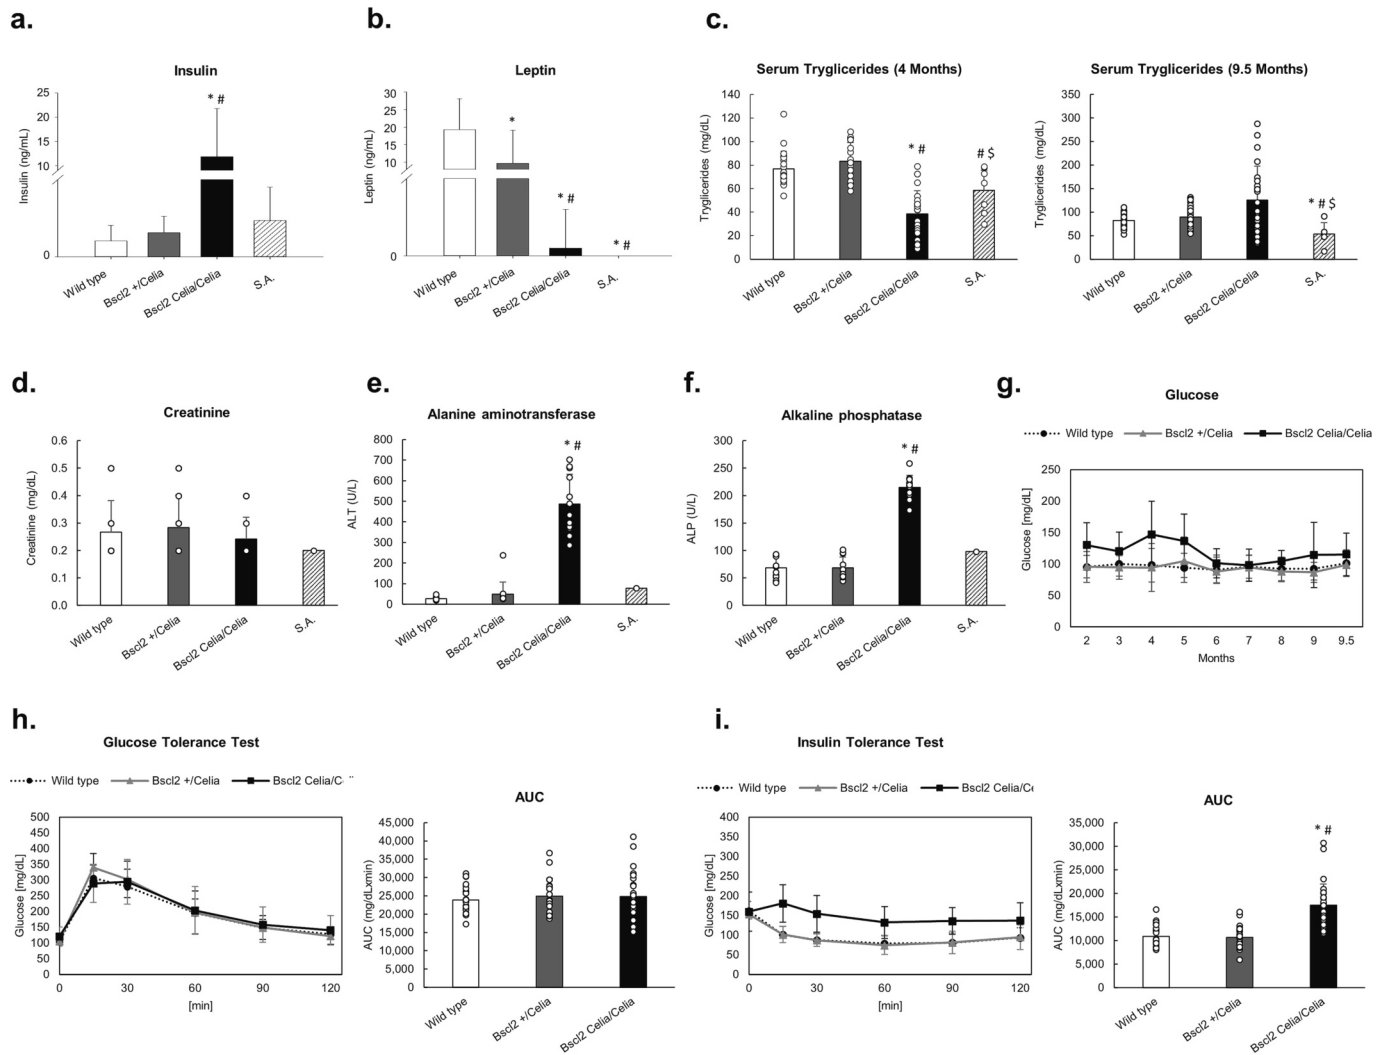 a.
Insulin
Insulin (ng/mL)
25
20
15
10
0
* #
Wild type
Bscl2 +/Celia
Bscl2 Celia/Celia
S.A.
b.
Leptin
Leptin (ng/mL)
30
25
20
15
10
0
*
* #
* #
Wild type
Bscl2 +/Celia
Bscl2 Celia/Celia
S.A.
c.
Serum Tryglicerides (4 Months)
Tryglicerides (mg/dL)
140
120
100
80
60
40
20
0
* #
# $
Wild type
Bscl2 +/Celia
Bscl2 Celia/Celia
S.A.
Serum Tryglicerides (9.5 Months)
Tryglicerides (mg/dL)
350
300
250
200
150
100
50
0
* # $
Wild type
Bscl2 +/Celia
Bscl2 Celia/Celia
S.A.
d.
Creatinine
Creatinine (mg/dL)
0.6
0.5
0.4
0.3
0.2
0.1
0.0
Wild type
Bscl2 +/Celia
Bscl2 Celia/Celia
S.A.
e.
Alanine aminotransferase
ALT (U/L)
800
700
600
500
400
300
200
100
0
* #
Wild type
Bscl2 +/Celia
Bscl2 Celia/Celia
S.A.
f.
Alkaline phosphatase
ALP (U/L)
300
250
200
150
100
50
0
* #
Wild type
Bscl2 +/Celia
Bscl2 Celia/Celia
S.A.
g.
Glucose
Wild type Bscl2 +/Celia Bscl2 Celia/Celia
Glucose [mg/dL]
250
200
150
100
50
0
2 3 4 5 6 7 8 9 9.5
Months
h.
Glucose Tolerance Test
Wild type Bscl2 +/Celia Bscl2 Celia/C
Glucose [mg/dL]
500
450
400
350
300
250
200
150
100
50
0
0 30 60 90 120
[min]
AUC
AUC (mg/dLxmin)
45,000
40,000
35,000
30,000
25,000
20,000
15,000
10,000
5,000
0
Wild type
Bscl2 +/Celia
Bscl2 Celia/Celia
i.
Insulin Tolerance Test
Wild type Bscl2 +/Celia Bscl2 Celia/Ce
Glucose [mg/dL]
400
350
300
250
200
150
100
50
0
0 30 60 90 120
[min]
AUC
AUC (mg/dLxmin)
35,000
30,000
25,000
20,000
15,000
10,000
5,000
0
* #
Wild type
Bscl2 +/Celia
Bscl2 Celia/Celia